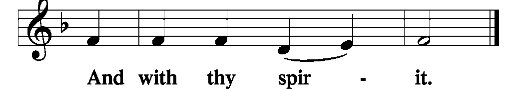 And with thy spir - it.